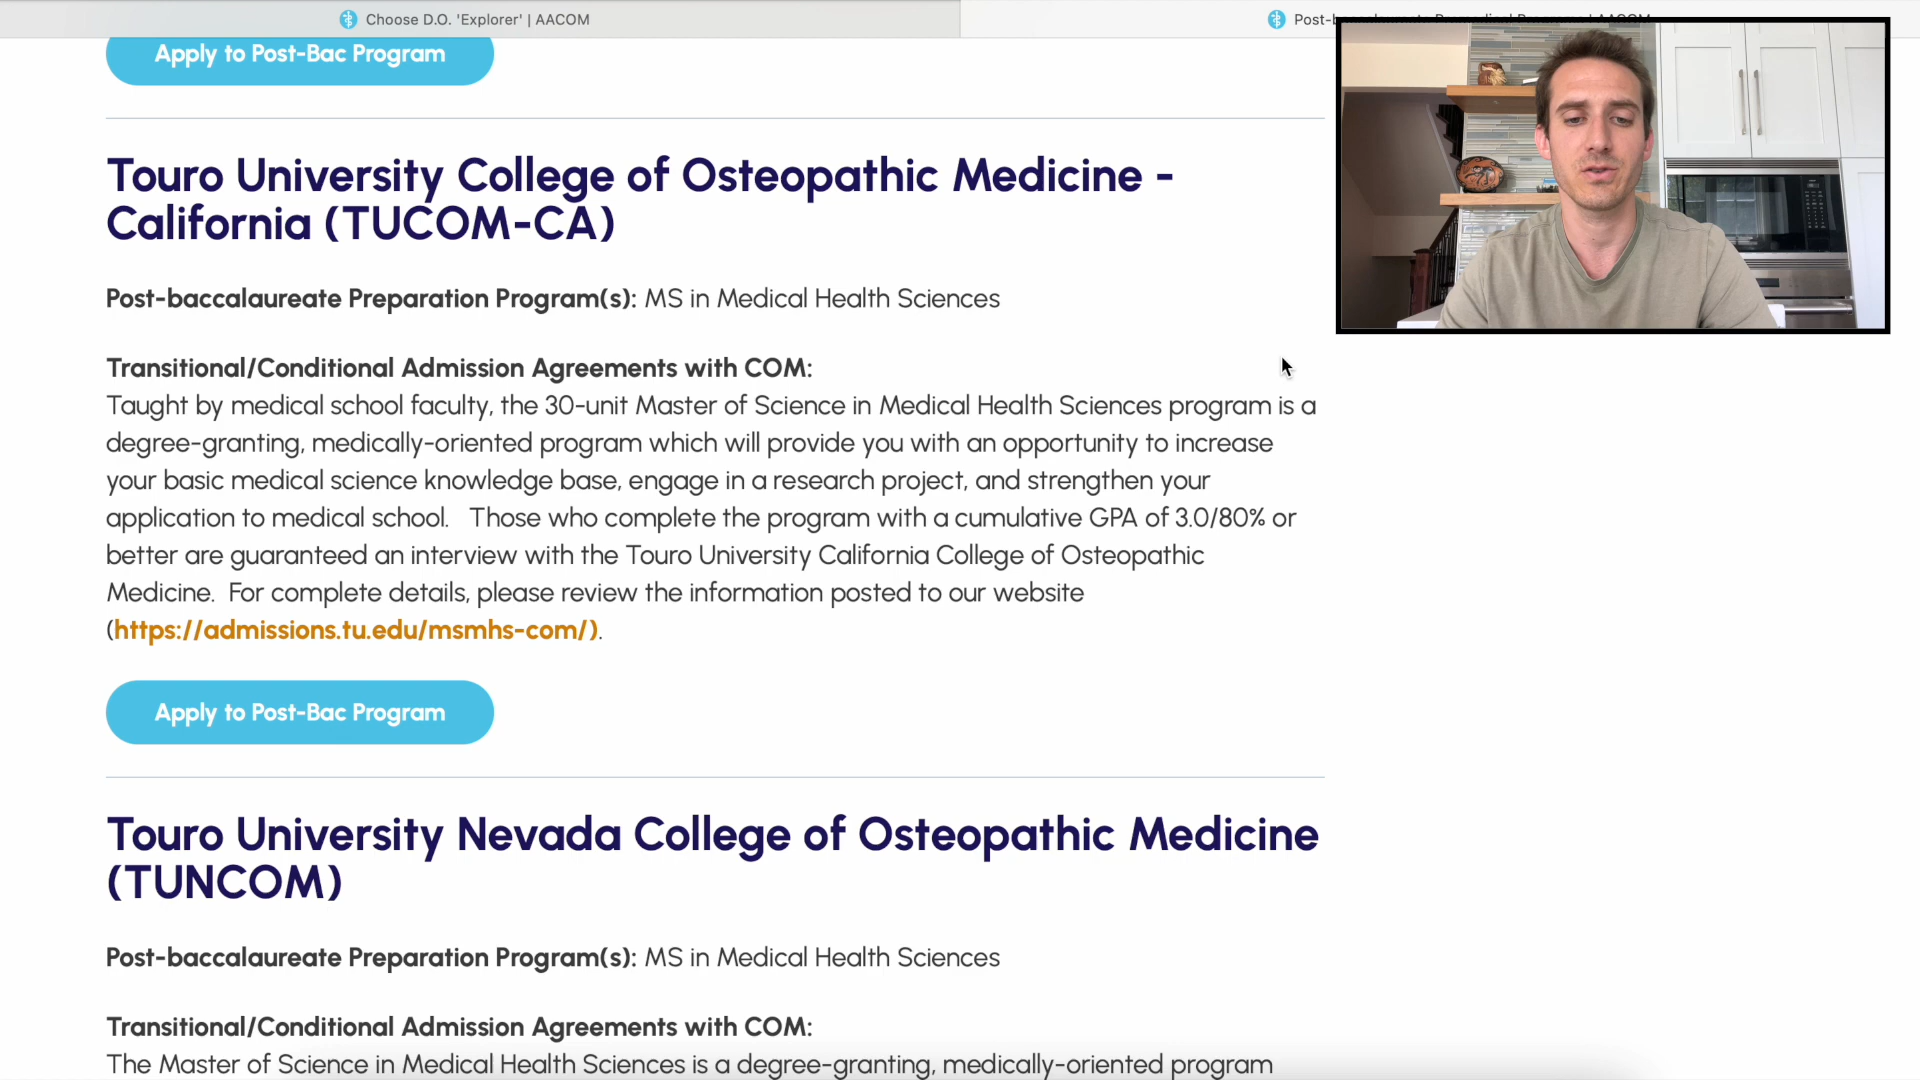 Choose D.O. 'Explorer' | AACOM
Apply to Post-Bac Program
Touro University College of Osteopathic Medicine -
California (TUCOM-CA)
Post-baccalaureate Preparation Program(s): MS in Medical Health Sciences
Transitional/Conditional Admission Agreements with COM:
Taught by medical school faculty, the 30-unit Master of Science in Medical Health Sciences program is a
degree-granting, medically-oriented program which will provide you with an opportunity to increase
your basic medical science knowledge base, engage in a research project, and strengthen your
application to medical school. Those who complete the program with a cumulative GPA of 3.0/80% or
better are guaranteed an interview with the Touro University California College of Osteopathic
Medicine. For complete details, please review the information posted to our website
(https://admissions.tu.edu/msmhs-com/).
Apply to Post-Bac Program
Touro University Nevada College of Osteopathic Medicine
(TUNCOM)
Post-baccalaureate Preparation Program(s): MS in Medical Health Sciences
Transitional/Conditional Admission Agreements with COM:
The Master of Science in Medical Health Sciences is a degree-granting, medically-oriented program